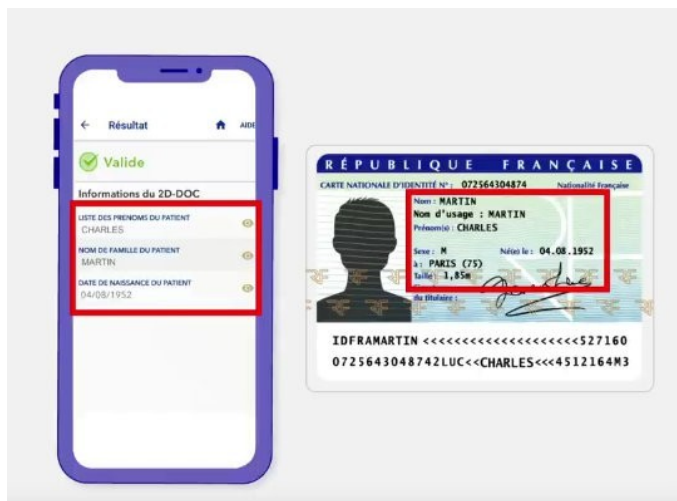 Résultat
AIDE
Valide
Informations du 2D-DOC
LISTE DES PRENOMS DU PATIENT
CHARLES
NOM DE FAMILLE DU PATIENT
MARTIN
DATE DE NAISSANCE DU PATIENT
04/08/1952
RÉPUBLIQUE FRANÇAISE
CARTE NATIONALE D'IDENTITÉ N° : 072564304874 Nationalité Française
Nom : MARTIN
Nom d'usage : MARTIN
Prénom(s) : CHARLES
Sexe : M Né(e) le : 04.08.1952
à : PARIS (75)
Taille : 1,85m
du titulaire :
IDFRAMARTIN <<<<<<<<<<<<<<<<<<<<<527160
0725643048742LUC<<CHARLES<<<4512164M3